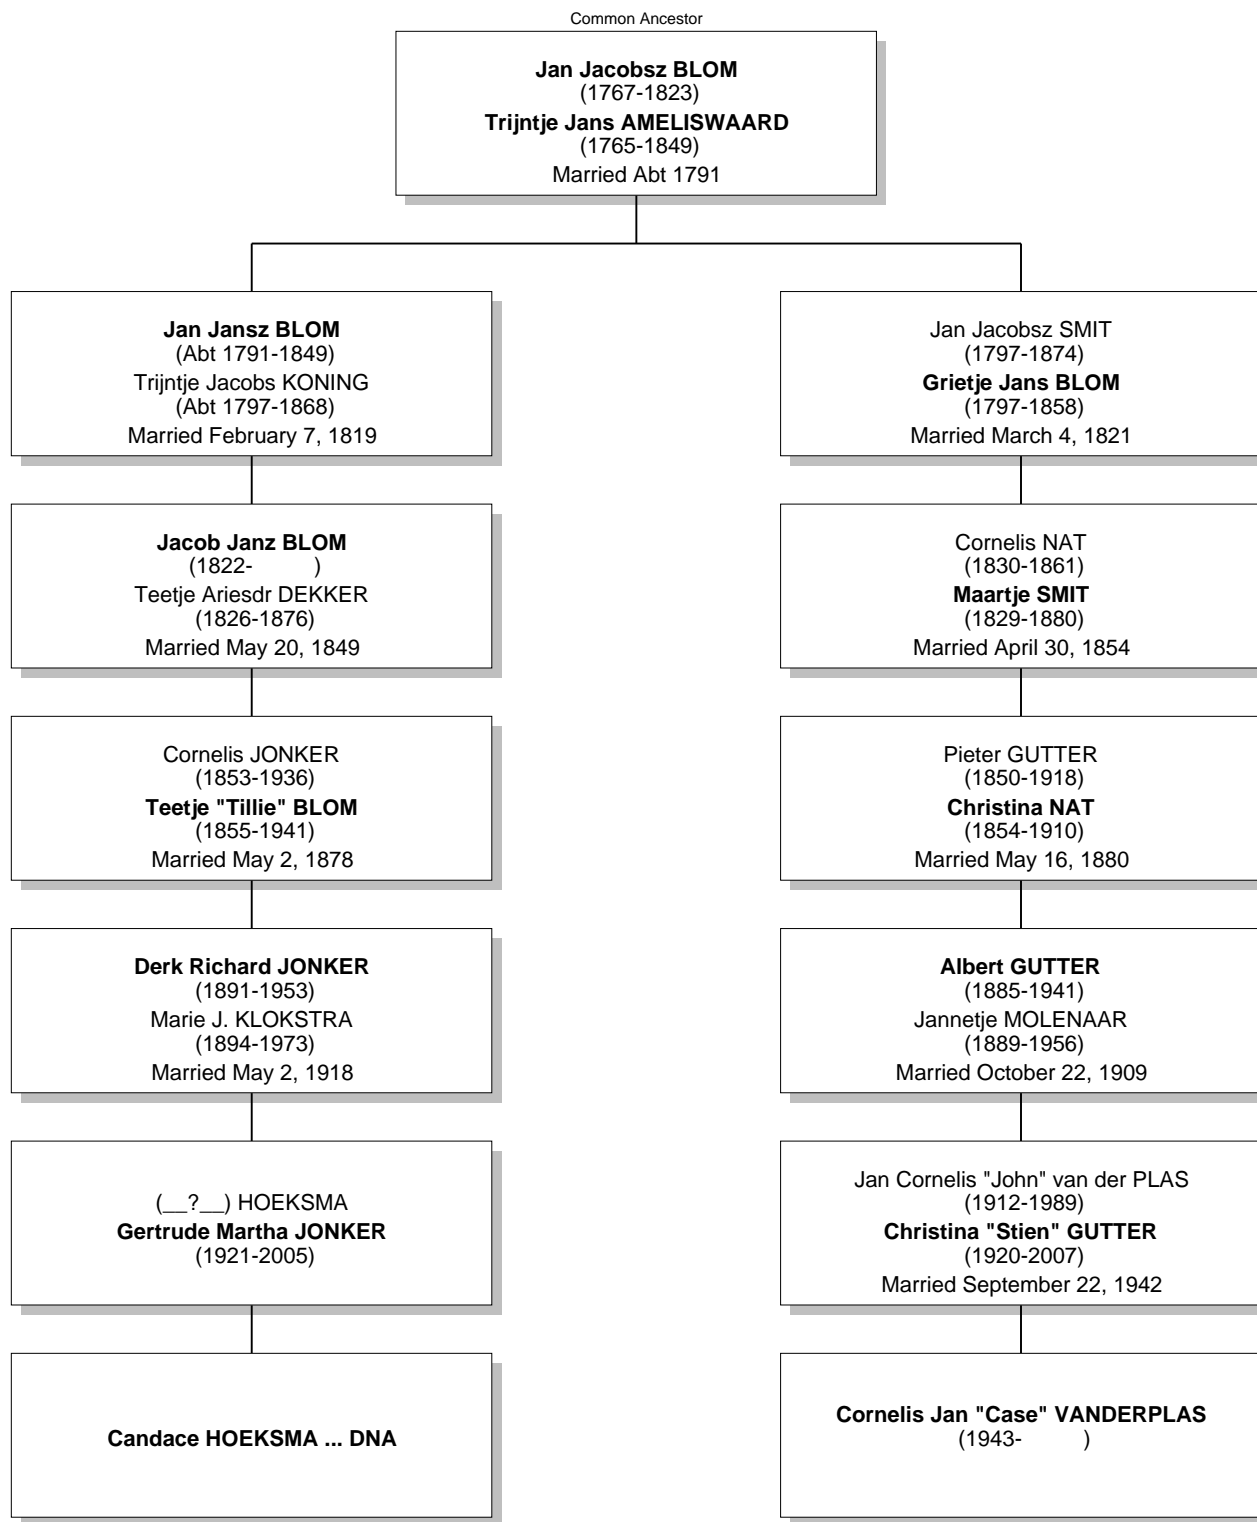 Common Ancestor
Jan Jacobsz BLOM
(1767-1823)
Trijntje Jans AMELISWAARD
(1765-1849)
Married Abt 1791
Jan Jansz BLOM
(Abt 1791-1849)
Trijntje Jacobs KONING
(Abt 1797-1868)
Married February 7, 1819
Jan Jacobsz SMIT
(1797-1874)
Grietje Jans BLOM
(1797-1858)
Married March 4, 1821
Jacob Janz BLOM
(1822- )
Teetje Ariesdr DEKKER
(1826-1876)
Married May 20, 1849
Cornelis NAT
(1830-1861)
Maartje SMIT
(1829-1880)
Married April 30, 1854
Cornelis JONKER
(1853-1936)
Teetje "Tillie" BLOM
(1855-1941)
Married May 2, 1878
Pieter GUTTER
(1850-1918)
Christina NAT
(1854-1910)
Married May 16, 1880
Derk Richard JONKER
(1891-1953)
Marie J. KLOKSTRA
(1894-1973)
Married May 2, 1918
Albert GUTTER
(1885-1941)
Jannetje MOLENAAR
(1889-1956)
Married October 22, 1909
(__?__) HOEKSMA
Gertrude Martha JONKER
(1921-2005)
Jan Cornelis "John" van der PLAS
(1912-1989)
Christina "Stien" GUTTER
(1920-2007)
Married September 22, 1942
Candace HOEKSMA ... DNA
Cornelis Jan "Case" VANDERPLAS
(1943- )